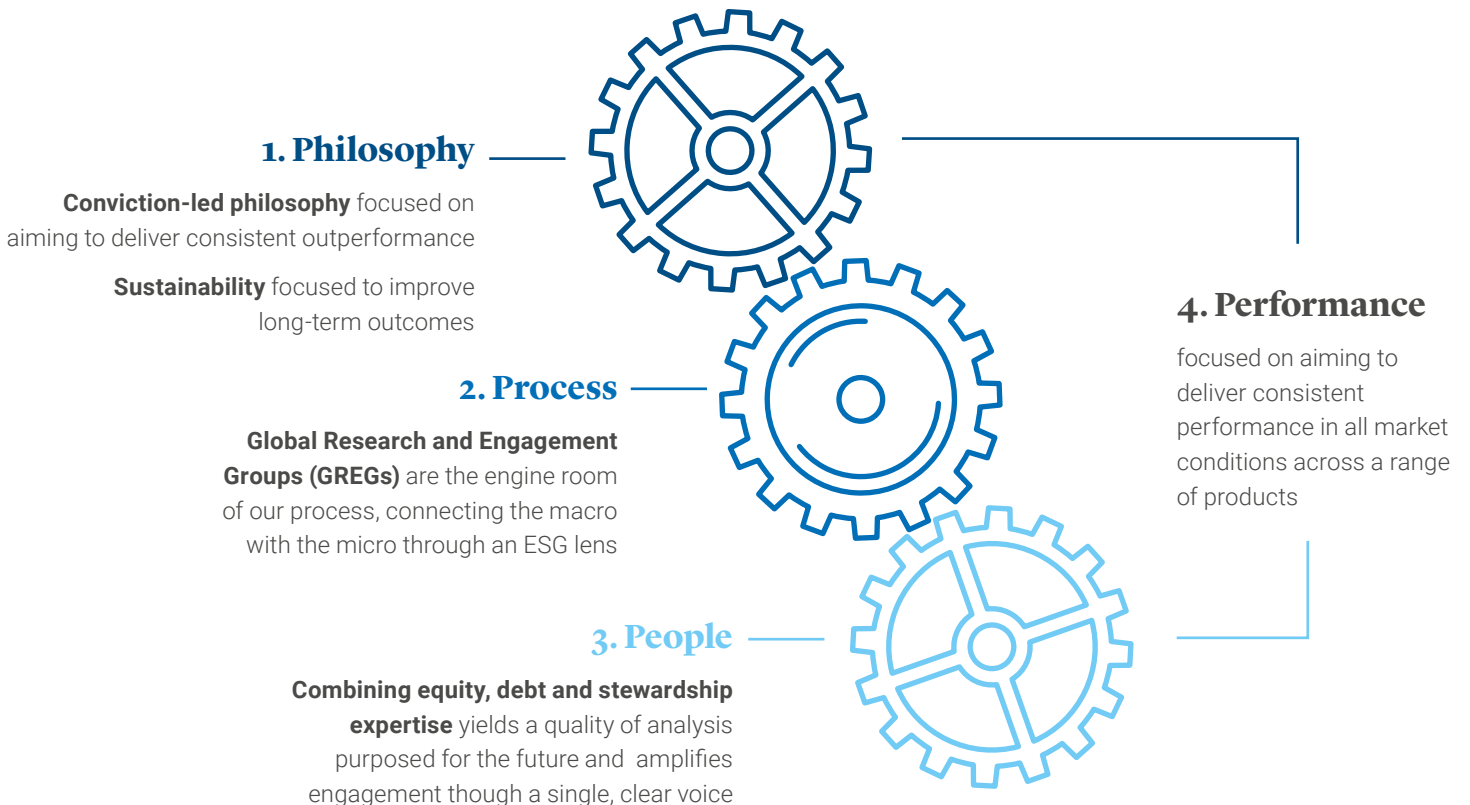 1. Philosophy
Conviction-led philosophy focused on
aiming to deliver consistent outperformance
Sustainability focused to improve
long-term outcomes
2. Process
Global Research and Engagement
Groups (GREGs) are the engine room
of our process, connecting the macro
with the micro through an ESG lens
3. People
Combining equity, debt and stewardship
expertise yields a quality of analysis
purposed for the future and amplifies
engagement though a single, clear voice
4. Performance
focused on aiming to
deliver consistent
performance in all market
conditions across a range
of products